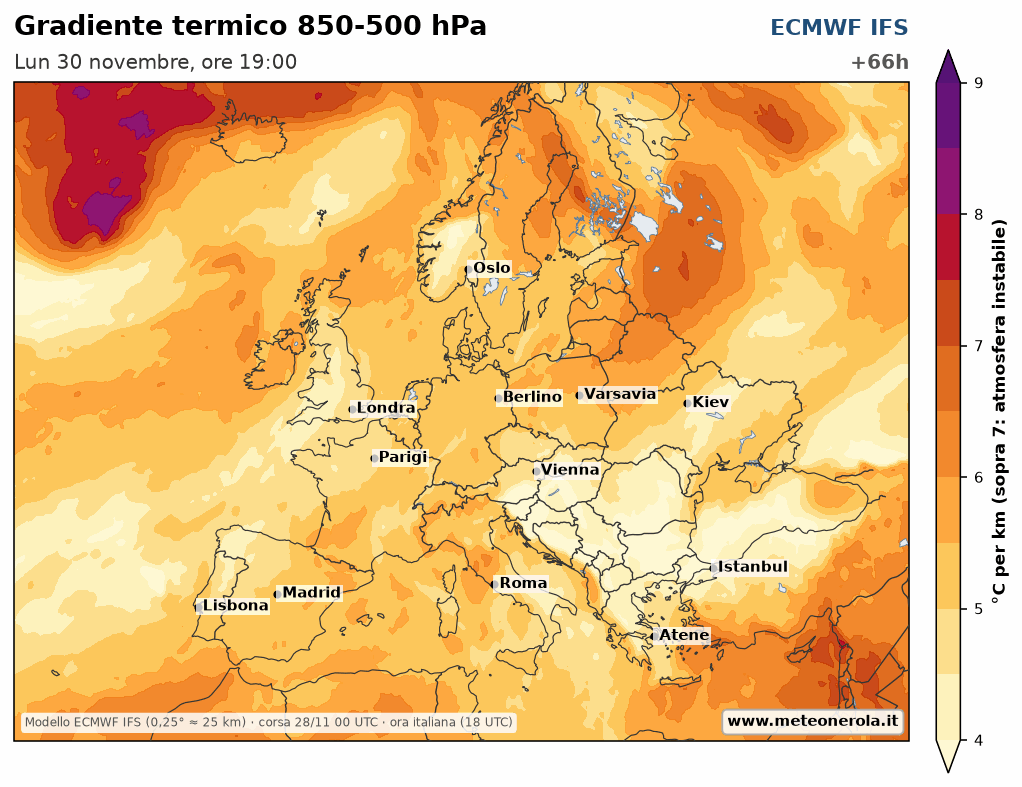 Gradiente termico 850-500 hPa
ECMWF IFS
Lun 30 novembre, ore 19:00
+66h
9
8
7
6
5
4
°C per km (sopra 7: atmosfera instabile)
Oslo
Londra
Berlino
Varsavia
Kiev
Parigi
Vienna
Istanbul
Roma
Madrid
Lisbona
Atene
Modello ECMWF IFS (0,25° ≈ 25 km) · corsa 28/11 00 UTC · ora italiana (18 UTC)
www.meteonerola.it